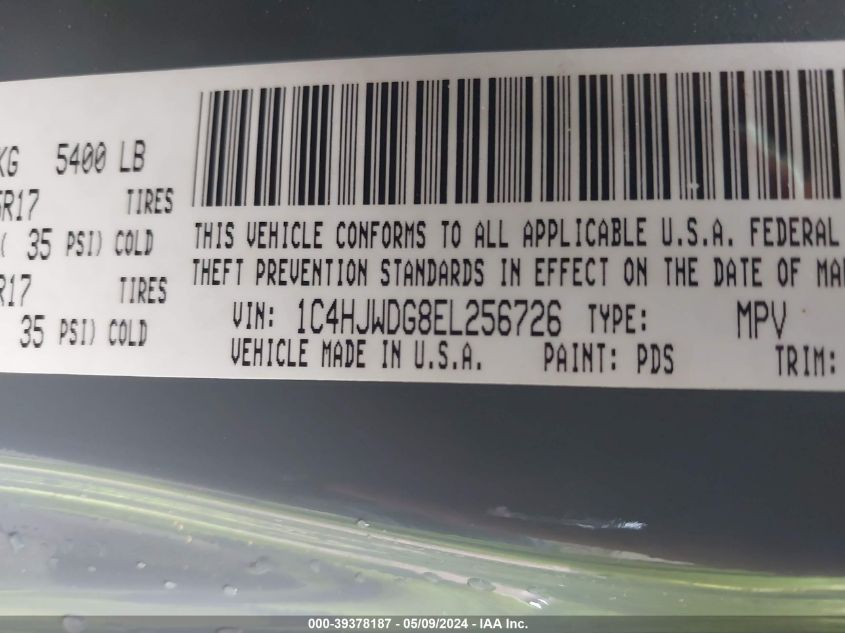 KG 5400 LB
5R17 TIRES
( 35 PSI) COLD
R17 TIRES
35 PSI) COLD
THIS VEHICLE CONFORMS TO ALL APPLICABLE U.S.A. FEDERAL
THEFT PREVENTION STANDARDS IN EFFECT ON THE DATE OF MA
VIN: 1C4HJWDG8EL256726 TYPE: MPV
VEHICLE MADE IN U.S.A. PAINT: PDS TRIM:
000-39378187 - 05/09/2024 - IAA Inc.